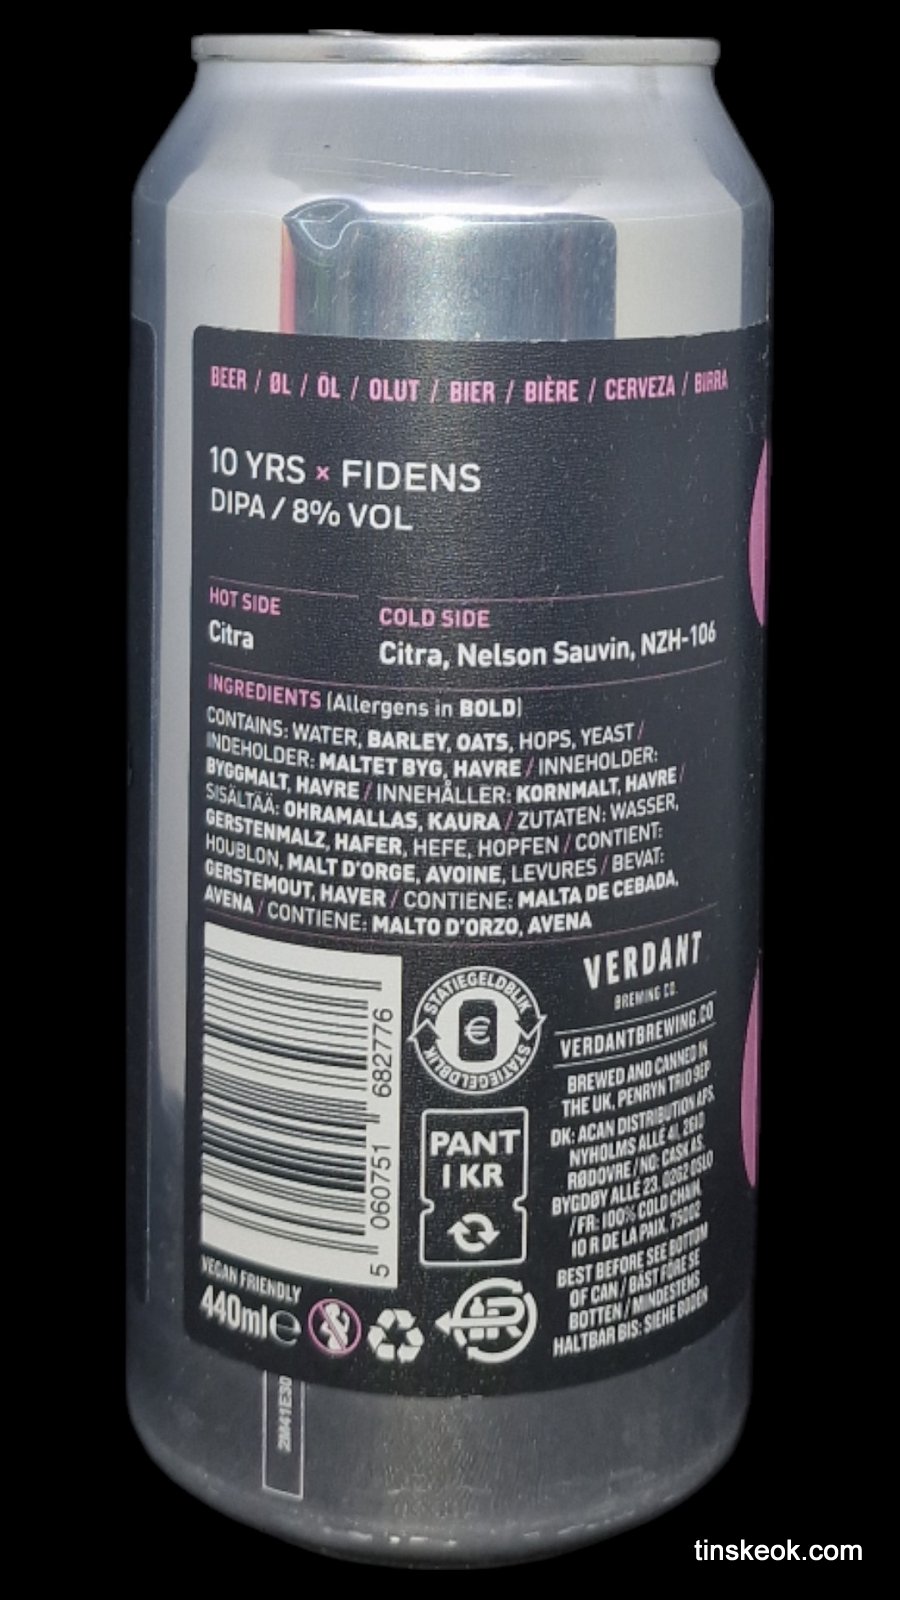 BEER / ØL / ÖL / OLUT / BIER / BIÈRE / CERVEZA / BIRRA
10 YRS × FIDENS
DIPA / 8% VOL
HOT SIDE
Citra
COLD SIDE
Citra, Nelson Sauvin, NZH-106
INGREDIENTS (Allergens in BOLD)
CONTAINS: WATER, BARLEY, OATS, HOPS, YEAST /
INDEHOLDER: MALTET BYG, HAVRE / INNEHOLDER:
BYGGMALT, HAVRE / INNEHÅLLER: KORNMALT, HAVRE /
SISÄLTÄÄ: OHRAMALLAS, KAURA / ZUTATEN: WASSER,
GERSTENMALZ, HAFER, HEFE, HOPFEN / CONTIENT:
HOUBLON, MALT D'ORGE, AVOINE, LEVURES / BEVAT:
GERSTEMOUT, HAVER / CONTIENE: MALTA DE CEBADA,
AVENA / CONTIENE: MALTO D'ORZO, AVENA
5 060751 682776
STATIEGELDBLIK
€
STATIEGELDBLIK
STATIEGELDBLIK
PANT
1 KR
VEGAN FRIENDLY
440ml e
VERDANT
BREWING CO.
VERDANTBREWING.CO
BREWED AND CANNED IN
THE UK, PENRYN TR10 9EP
DK: ACAN DISTRIBUTION APS,
NYHOLMS ALLÉ 41, 2610
RØDOVRE / NO: CASK AS,
BYGDØY ALLÉ 23, 0262 OSLO
/ FR: 100% COLD CHAIN,
10 R DE LA PAIX, 75002
BEST BEFORE SEE BOTTOM
OF CAN / BÄST FÖRE SE
BOTTEN / MINDESTENS
HALTBAR BIS: SIEHE BODEN
tinskeok.com